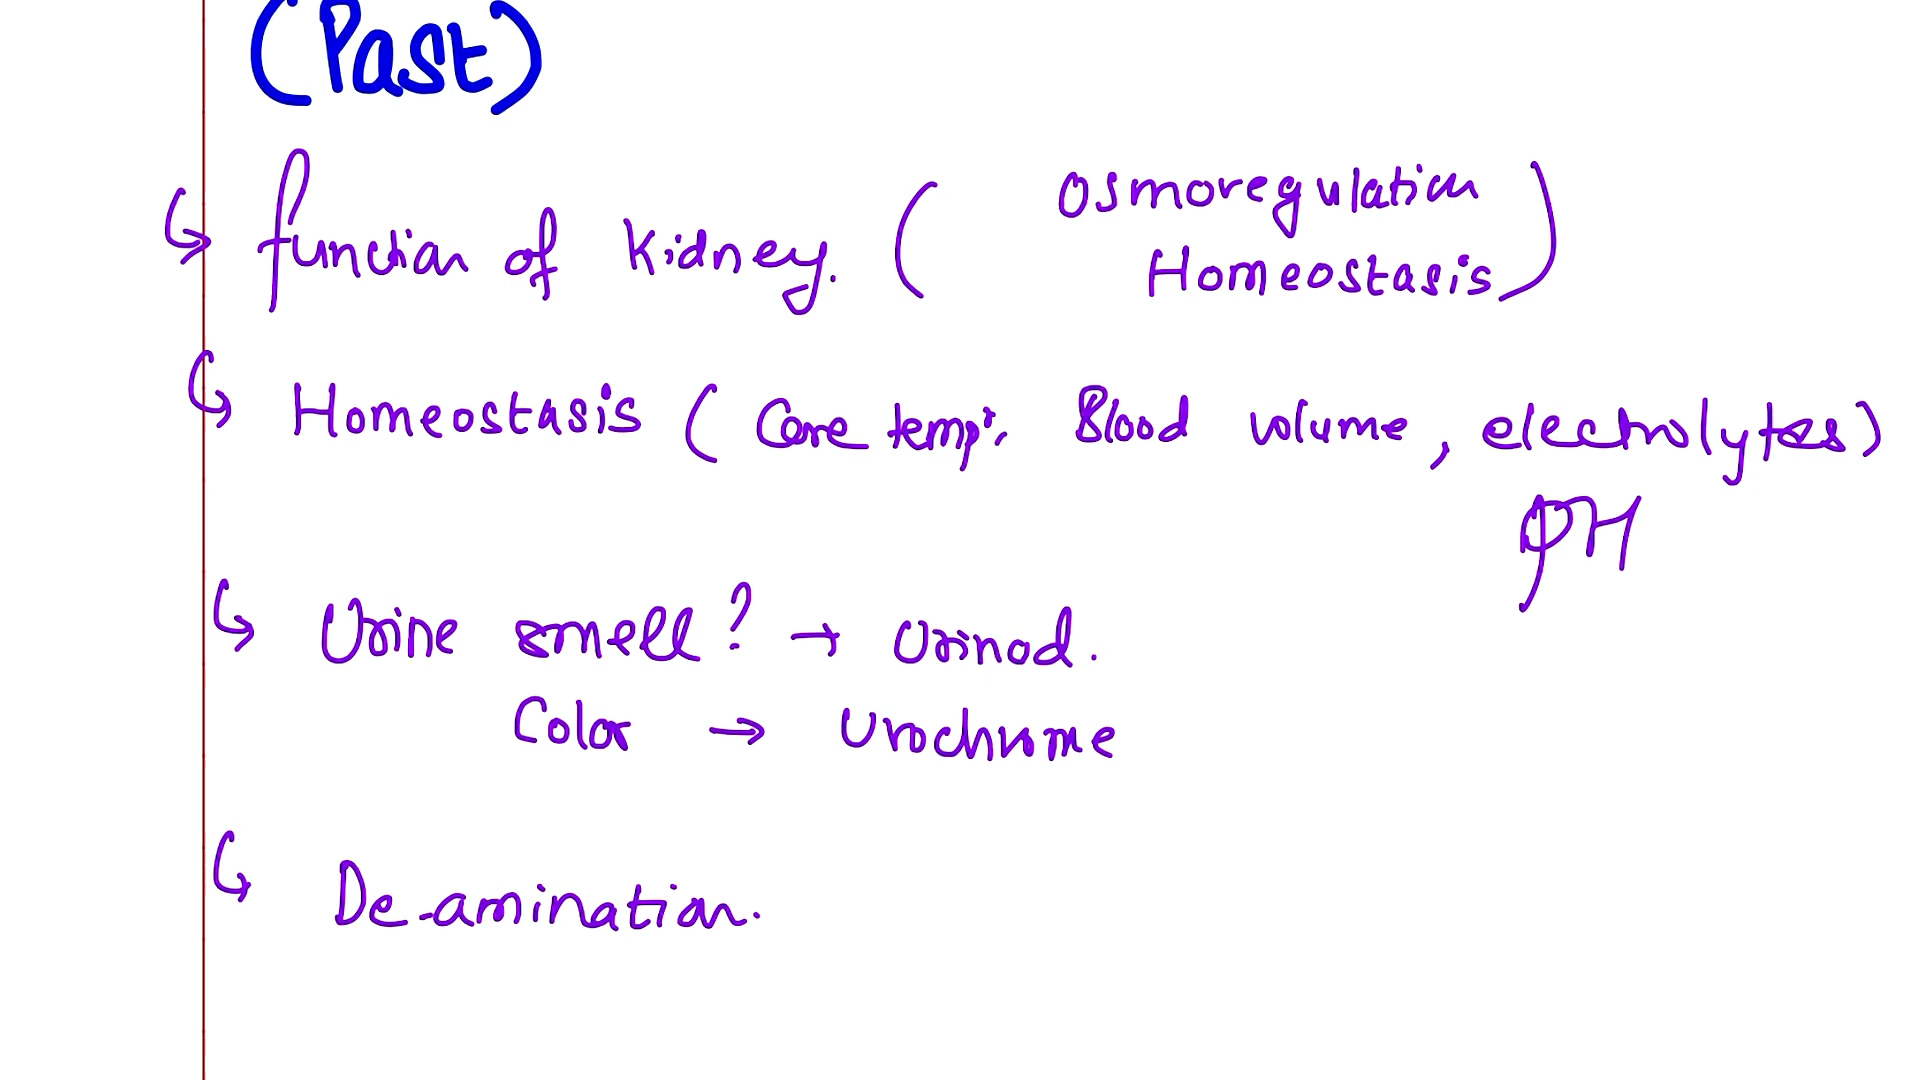 (Past)
↳ function of kidney. ( Osmoregulation
Homeostasis )
↳ Homeostasis ( Core temp, Blood volume, electrolytes )
PH
↳ Urine smell? → Urinod.
Color → Urochrome
↳ De-amination.